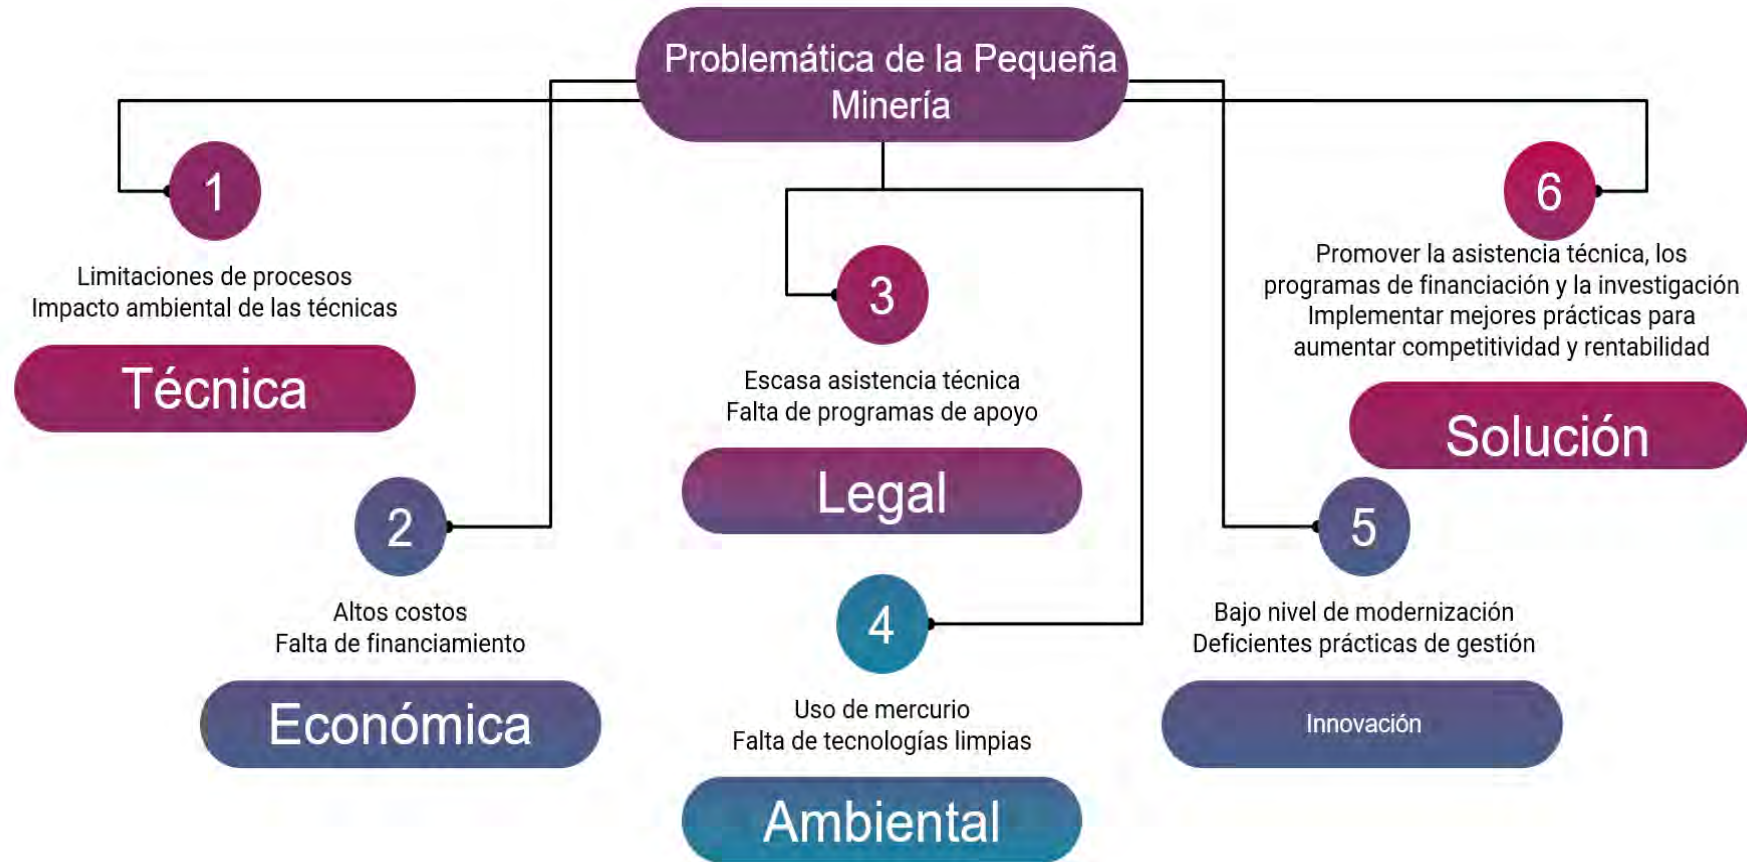 Problemática de la Pequeña
Minería
1
Limitaciones de procesos
Impacto ambiental de las técnicas
Técnica
2
Altos costos
Falta de financiamiento
Económica
3
Escasa asistencia técnica
Falta de programas de apoyo
Legal
4
Uso de mercurio
Falta de tecnologías limpias
Ambiental
5
Bajo nivel de modernización
Deficientes prácticas de gestión
Innovación
6
Promover la asistencia técnica, los
programas de financiación y la investigación
Implementar mejores prácticas para
aumentar competitividad y rentabilidad
Solución